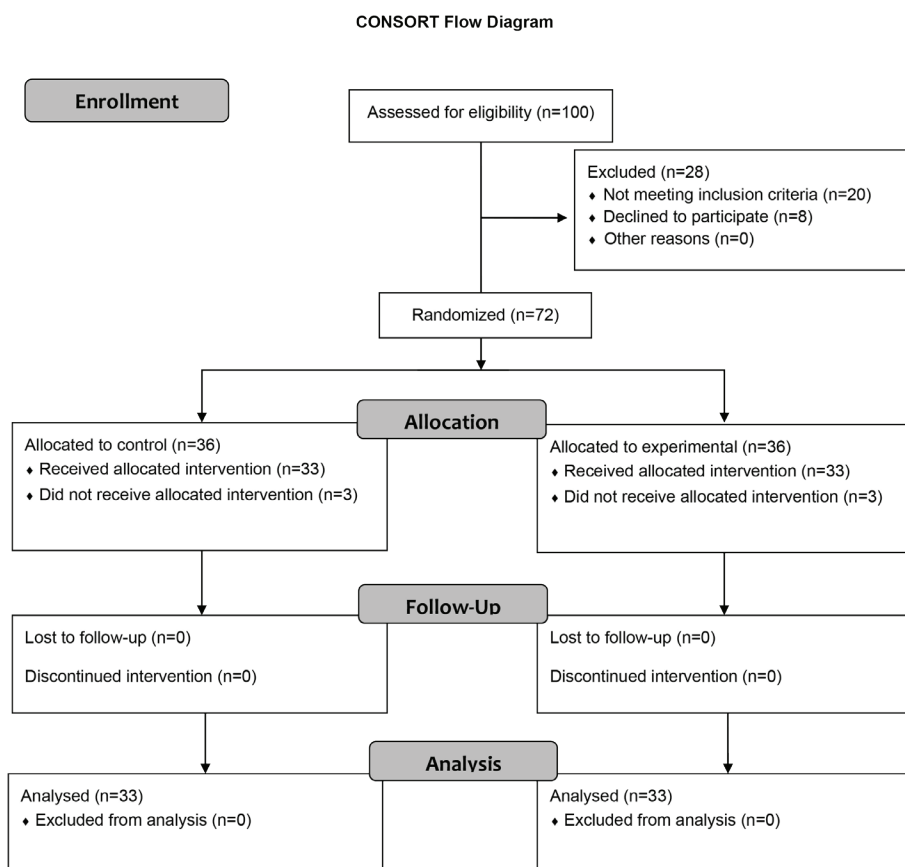 CONSORT Flow Diagram
Enrollment
Assessed for eligibility (n=100)
Excluded (n=28)
♦ Not meeting inclusion criteria (n=20)
♦ Declined to participate (n=8)
♦ Other reasons (n=0)
Randomized (n=72)
Allocation
Allocated to control (n=36)
♦ Received allocated intervention (n=33)
♦ Did not receive allocated intervention (n=3)
Allocated to experimental (n=36)
♦ Received allocated intervention (n=33)
♦ Did not receive allocated intervention (n=3)
Follow-Up
Lost to follow-up (n=0)
Discontinued intervention (n=0)
Lost to follow-up (n=0)
Discontinued intervention (n=0)
Analysis
Analysed (n=33)
♦ Excluded from analysis (n=0)
Analysed (n=33)
♦ Excluded from analysis (n=0)